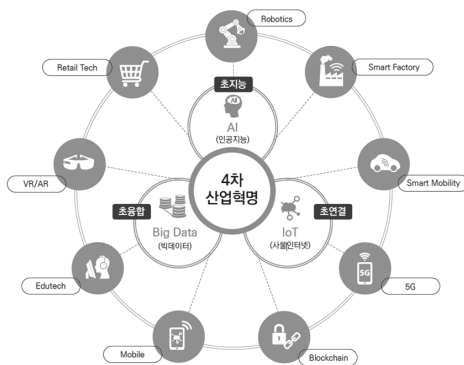 Robotics
Retail Tech
Smart Factory
초지능
AI
AI
(인공지능)
VR/AR
4차
산업혁명
Smart Mobility
초융합
초연결
Big Data
(빅데이터)
IoT
(사물인터넷)
Edutech
5G
5G
Mobile
Blockchain